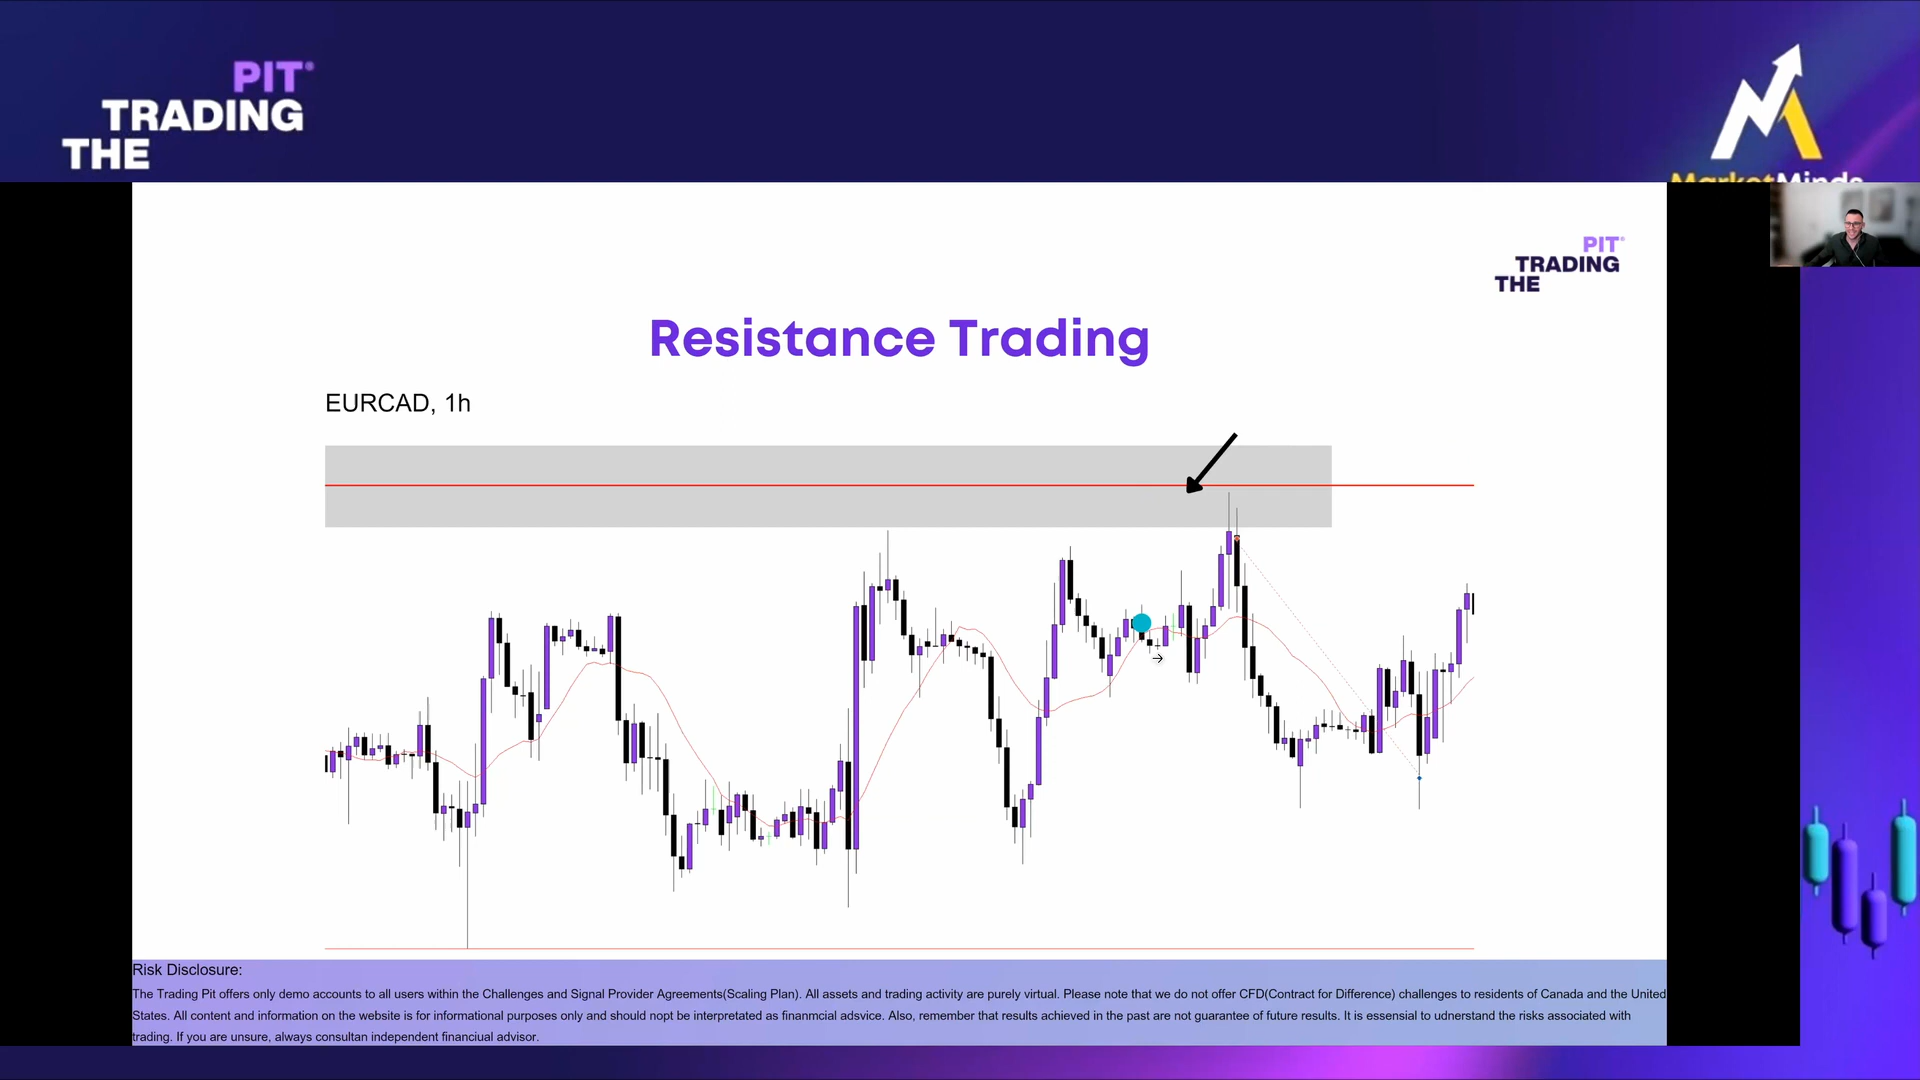 PIT®
TRADING
THE
MarketMinds
PIT®
TRADING
THE
Resistance Trading
EURCAD, 1h
Risk Disclosure:
The Trading Pit offers only demo accounts to all users within the Challenges and Signal Provider Agreements(Scaling Plan). All assets and trading activity are purely virtual. Please note that we do not offer CFD(Contract for Difference) challenges to residents of Canada and the United
States. All content and information on the website is for informational purposes only and should nopt be interpretated as finanmcial adsvice. Also, remember that results achieved in the past are not guarantee of future results. It is essensial to udnerstand the risks associated with
trading. If you are unsure, always consultan independent financiual advisor.